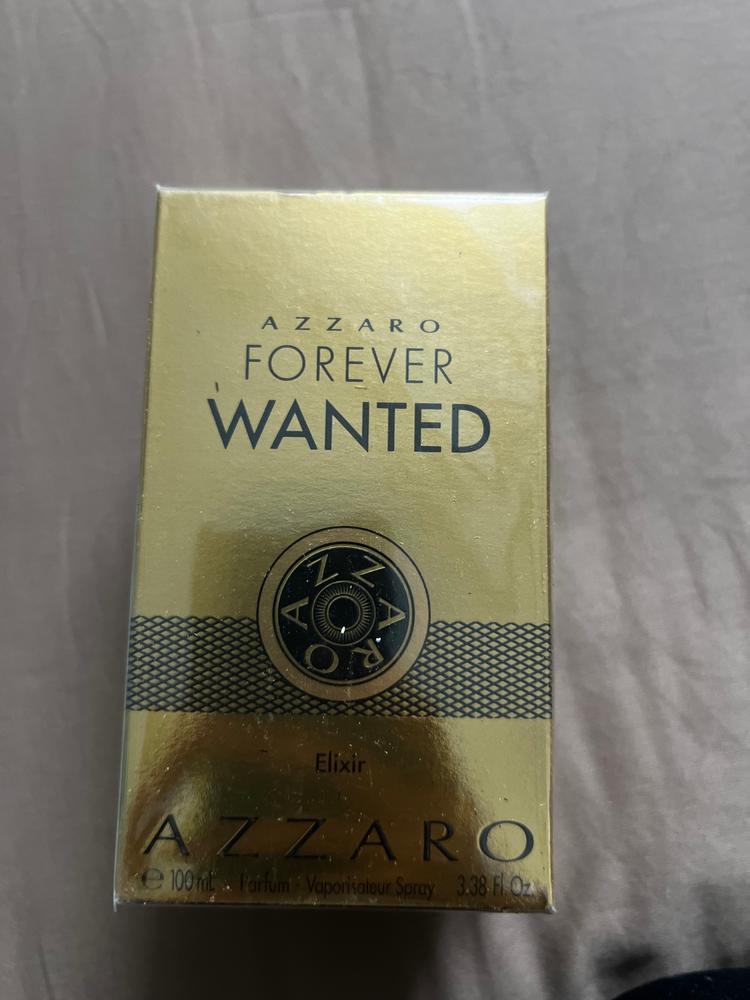 AZZARO
FOREVER
WANTED
AZZARO
Elixir
AZZARO
℮ 100 mL Parfum - Vaporisateur Spray 3.38 Fl Oz.